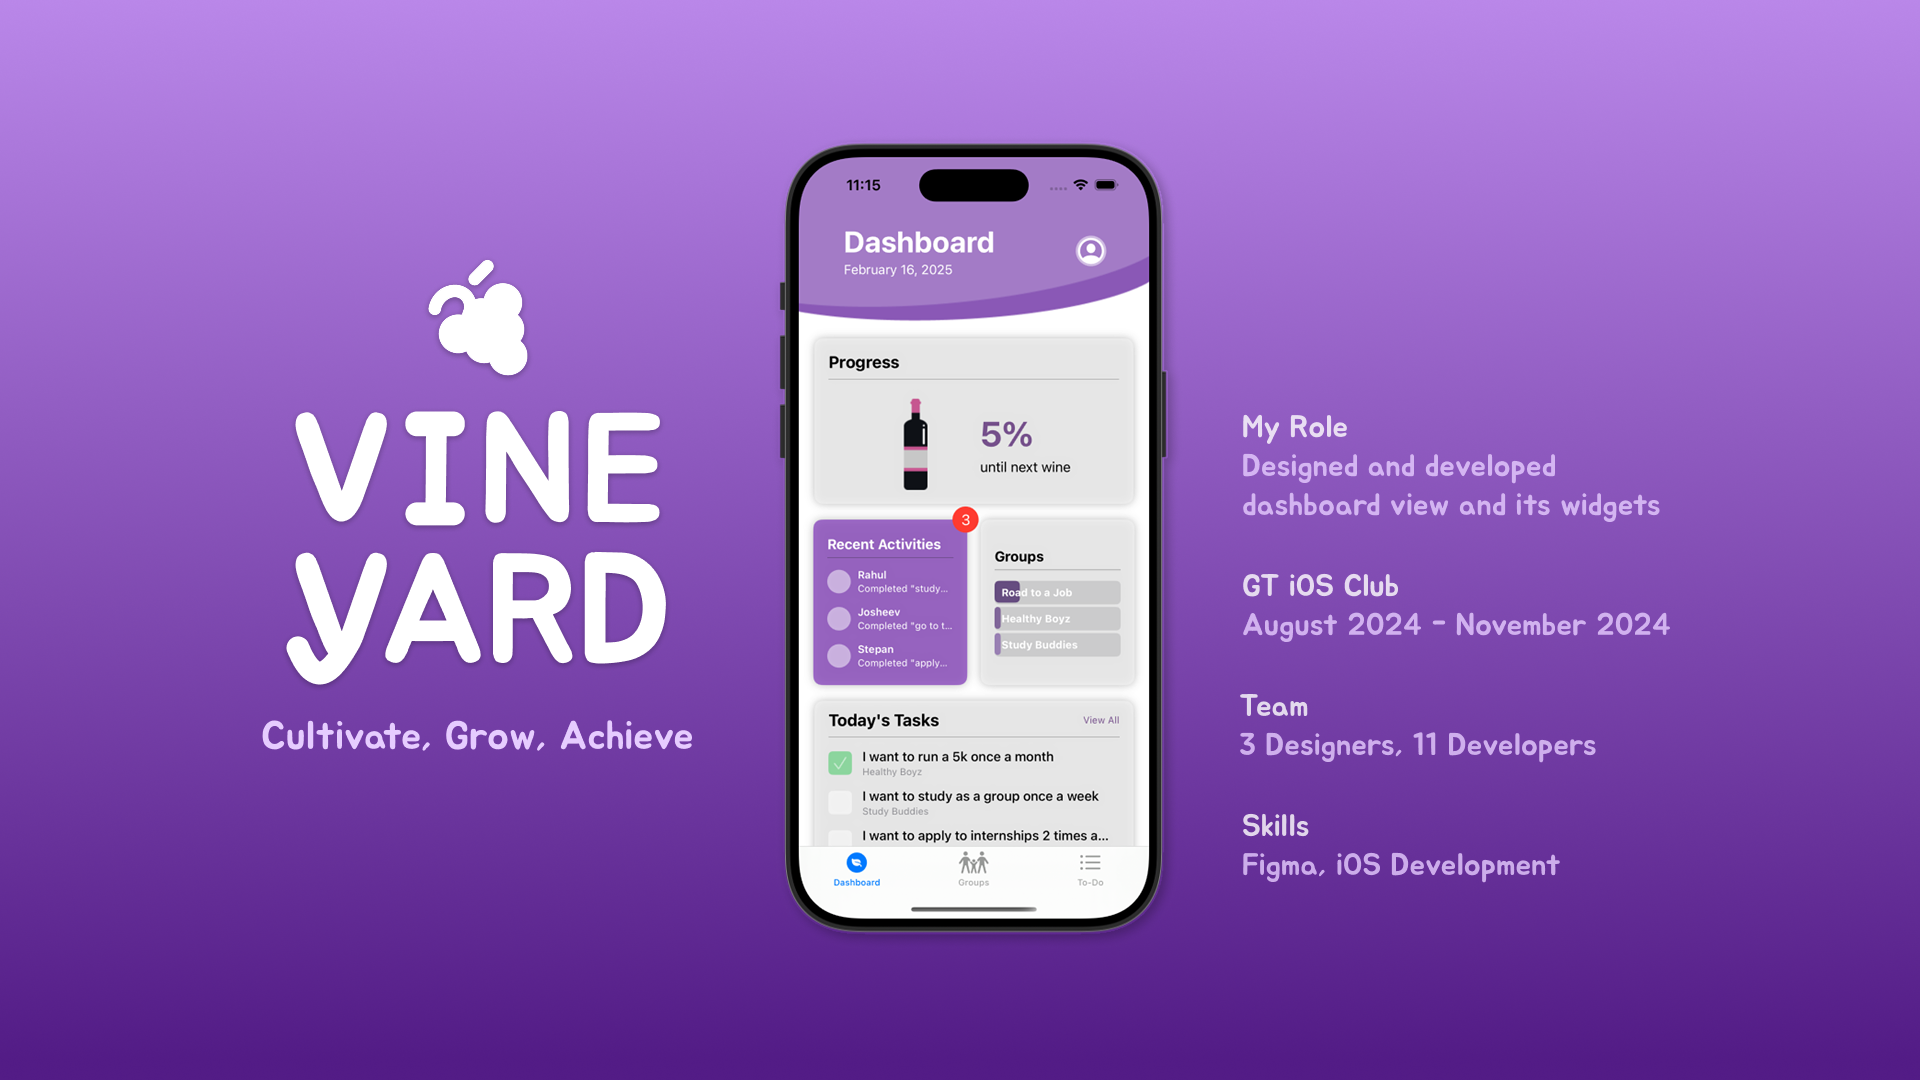 VINE
YARD
Cultivate, Grow, Achieve
11:15
Dashboard
February 16, 2025
Progress
5%
until next wine
3
Recent Activities
Rahul
Completed "study...
Josheev
Completed "go to t...
Stepan
Completed "apply...
Groups
Road to a Job
Healthy Boyz
Study Buddies
Today's Tasks
View All
I want to run a 5k once a month
Healthy Boyz
I want to study as a group once a week
Study Buddies
I want to apply to internships 2 times a...
Dashboard
Groups
To-Do
My Role
Designed and developed
dashboard view and its widgets
GT iOS Club
August 2024 - November 2024
Team
3 Designers, 11 Developers
Skills
Figma, iOS Development